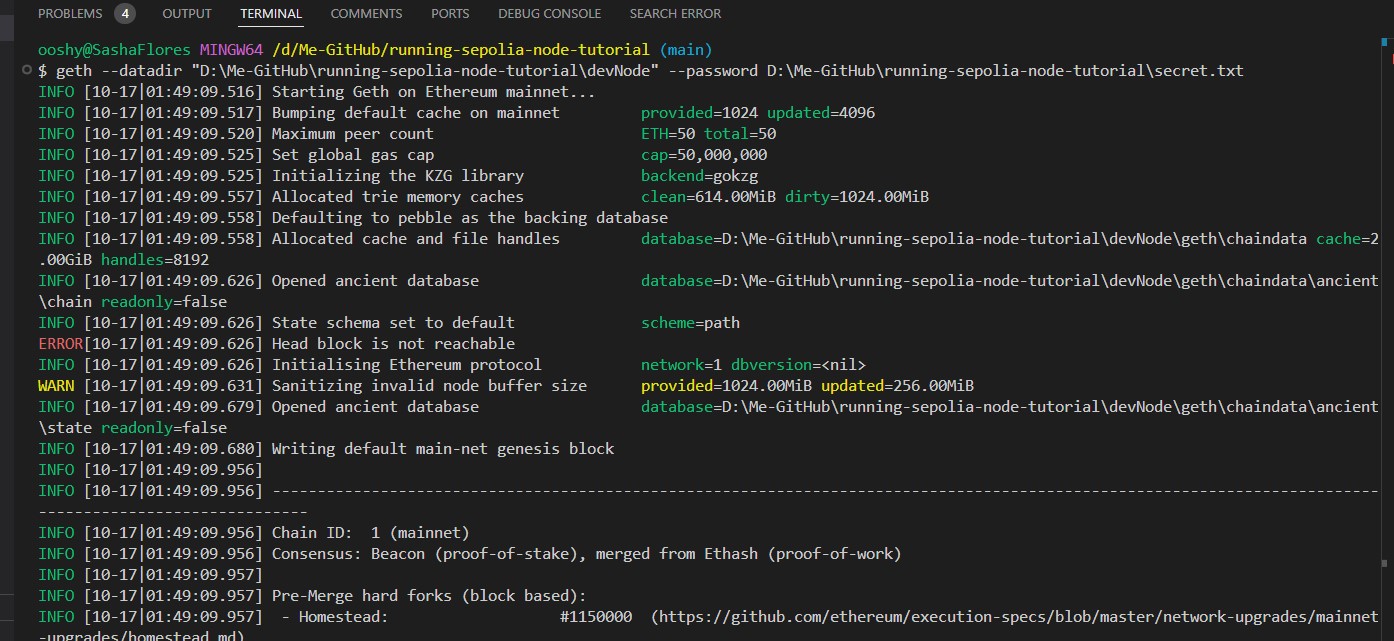 PROBLEMS 4 OUTPUT TERMINAL COMMENTS PORTS DEBUG CONSOLE SEARCH ERROR
ooshy@SashaFlores MINGW64 /d/Me-GitHub/running-sepolia-node-tutorial (main)
$ geth --datadir "D:\Me-GitHub\running-sepolia-node-tutorial\devNode" --password D:\Me-GitHub\running-sepolia-node-tutorial\secret.txt
INFO [10-17|01:49:09.516] Starting Geth on Ethereum mainnet...
INFO [10-17|01:49:09.517] Bumping default cache on mainnet provided=1024 updated=4096
INFO [10-17|01:49:09.520] Maximum peer count ETH=50 total=50
INFO [10-17|01:49:09.525] Set global gas cap cap=50,000,000
INFO [10-17|01:49:09.525] Initializing the KZG library backend=gokzg
INFO [10-17|01:49:09.557] Allocated trie memory caches clean=614.00MiB dirty=1024.00MiB
INFO [10-17|01:49:09.558] Defaulting to pebble as the backing database
INFO [10-17|01:49:09.558] Allocated cache and file handles database=D:\Me-GitHub\running-sepolia-node-tutorial\devNode\geth\chaindata cache=2
.00GiB handles=8192
INFO [10-17|01:49:09.626] Opened ancient database database=D:\Me-GitHub\running-sepolia-node-tutorial\devNode\geth\chaindata\ancient
\chain readonly=false
INFO [10-17|01:49:09.626] State schema set to default scheme=path
ERROR[10-17|01:49:09.626] Head block is not reachable
INFO [10-17|01:49:09.626] Initialising Ethereum protocol network=1 dbversion=<nil>
WARN [10-17|01:49:09.631] Sanitizing invalid node buffer size provided=1024.00MiB updated=256.00MiB
INFO [10-17|01:49:09.679] Opened ancient database database=D:\Me-GitHub\running-sepolia-node-tutorial\devNode\geth\chaindata\ancient
\state readonly=false
INFO [10-17|01:49:09.680] Writing default main-net genesis block
INFO [10-17|01:49:09.956]
INFO [10-17|01:49:09.956] ---------------------------------------------------------------------------------------------------------------------------
------------------------------
INFO [10-17|01:49:09.956] Chain ID:  1 (mainnet)
INFO [10-17|01:49:09.956] Consensus: Beacon (proof-of-stake), merged from Ethash (proof-of-work)
INFO [10-17|01:49:09.957]
INFO [10-17|01:49:09.957] Pre-Merge hard forks (block based):
INFO [10-17|01:49:09.957]  - Homestead: #1150000 (https://github.com/ethereum/execution-specs/blob/master/network-upgrades/mainnet
-upgrades/homestead.md)